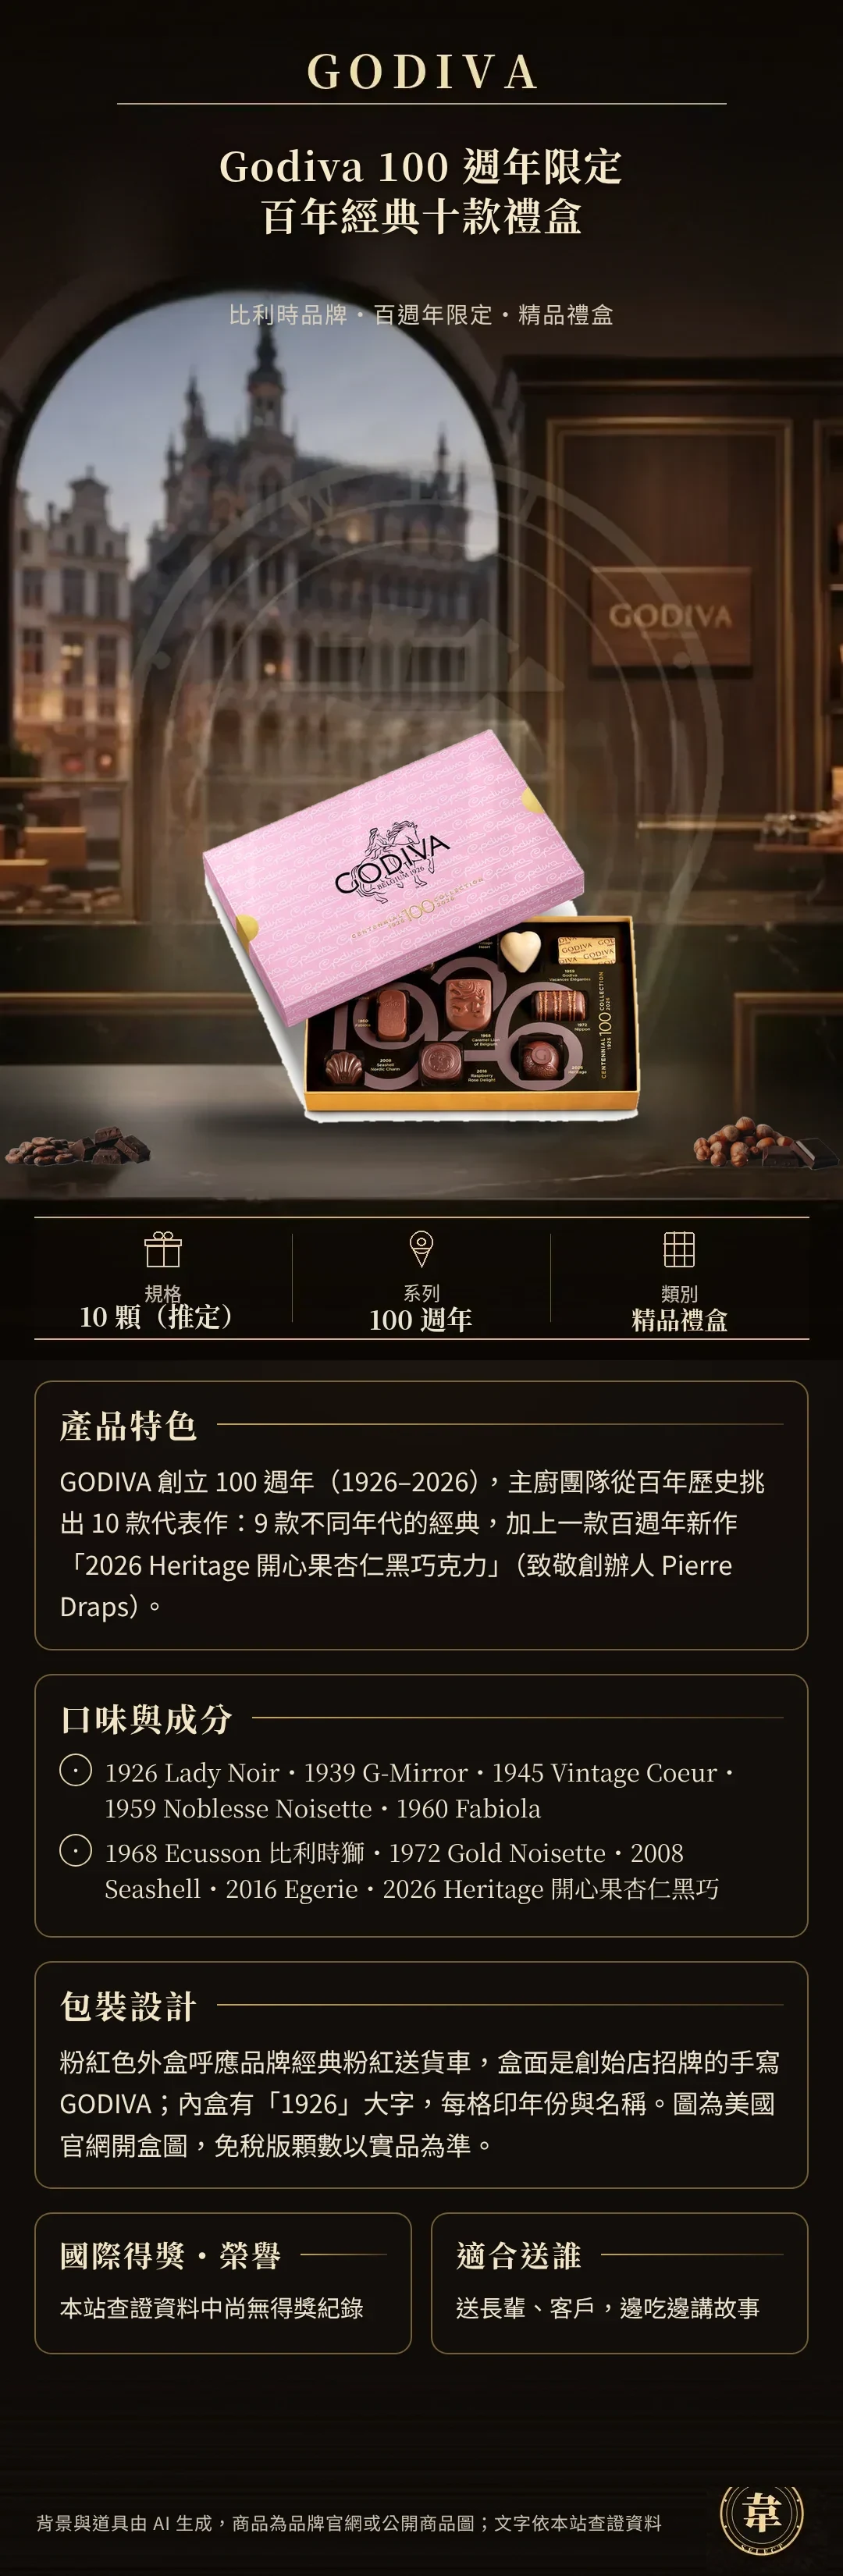 GODIVA
Godiva 100 週年限定
百年經典十款禮盒
比利時品牌・百週年限定・精品禮盒
GODIVA
GODIVA
BELGIUM 1926
CENTENNIAL 100 COLLECTION
1926 2026
1926
CENTENNIAL 100 COLLECTION
1926 2026
規格
10 顆（推定）
系列
100 週年
類別
精品禮盒
產品特色
GODIVA 創立 100 週年（1926–2026），主廚團隊從百年歷史挑
出 10 款代表作：9 款不同年代的經典，加上一款百週年新作
「2026 Heritage 開心果杏仁黑巧克力」（致敬創辦人 Pierre
Draps）。
口味與成分
1926 Lady Noir・1939 G-Mirror・1945 Vintage Coeur・
1959 Noblesse Noisette・1960 Fabiola
1968 Ecusson 比利時獅・1972 Gold Noisette・2008
Seashell・2016 Egerie・2026 Heritage 開心果杏仁黑巧
包裝設計
粉紅色外盒呼應品牌經典粉紅送貨車，盒面是創始店招牌的手寫
GODIVA；內盒有「1926」大字，每格印年份與名稱。圖為美國
官網開盒圖，免稅版顆數以實品為準。
國際得獎・榮譽
本站查證資料中尚無得獎紀錄
適合送誰
送長輩、客戶，邊吃邊講故事
背景與道具由 AI 生成，商品為品牌官網或公開商品圖；文字依本站查證資料
韋
SELECT